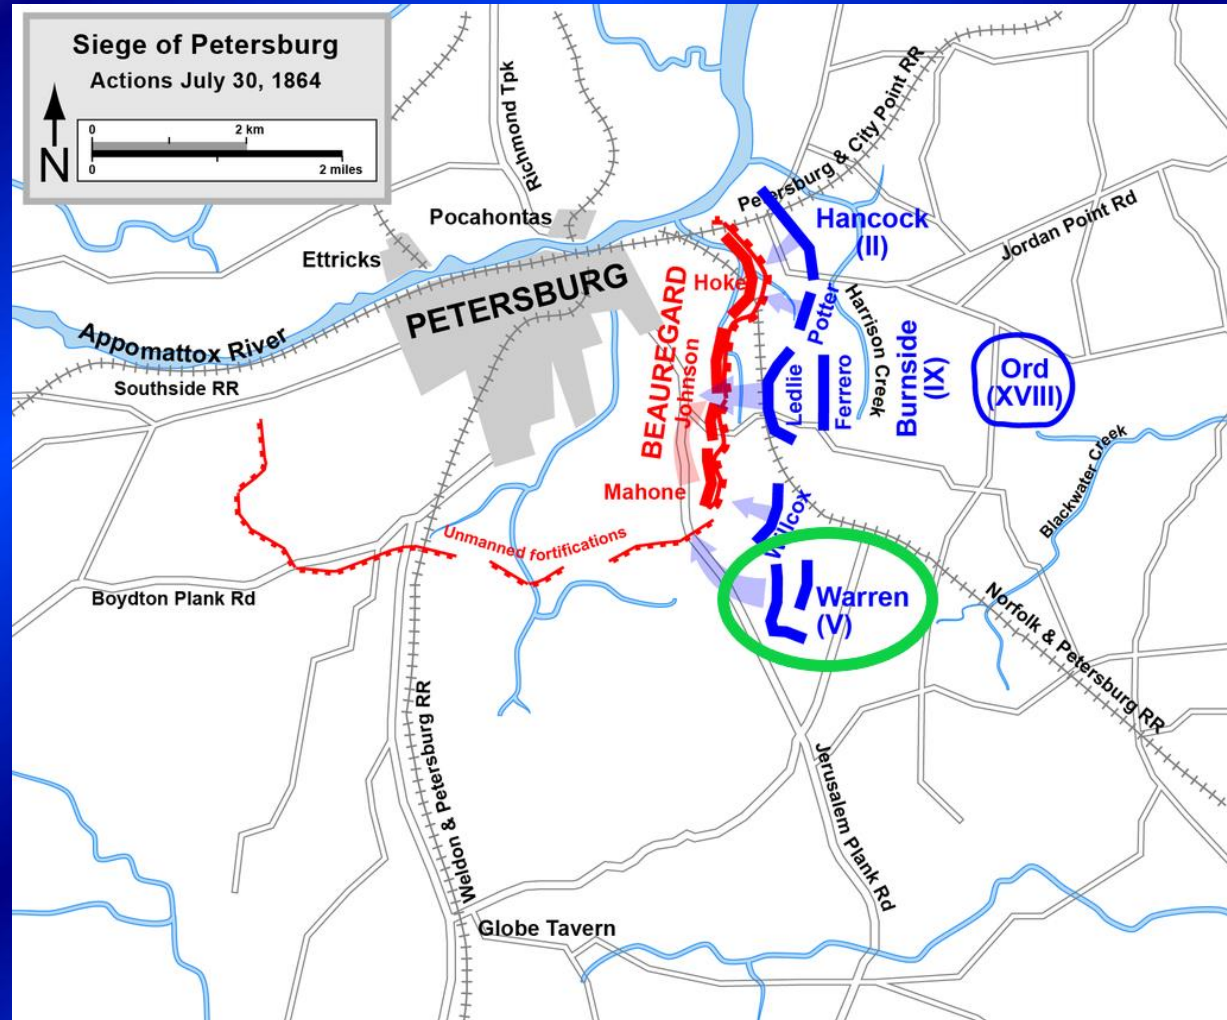 Siege of Petersburg
Actions July 30, 1864
0 2 km
N
0 2 miles
Richmond Tpk
Petersburg & City Point RR
Pocahontas
Hancock
(II)
Jordan Point Rd
Ettricks
PETERSBURG
BEAUREGARD
Hoke
Potter
Harrison Creek
Appomattox River
Southside RR
Johnson
Ledlie
Ferrero
Burnside
(IX)
Ord
(XVIII)
Blackwater Creek
Mahone
Willcox
Unmanned fortifications
Boydton Plank Rd
Warren
(V)
Norfolk & Petersburg RR
Weldon & Petersburg RR
Jerusalem Plank Rd
Globe Tavern